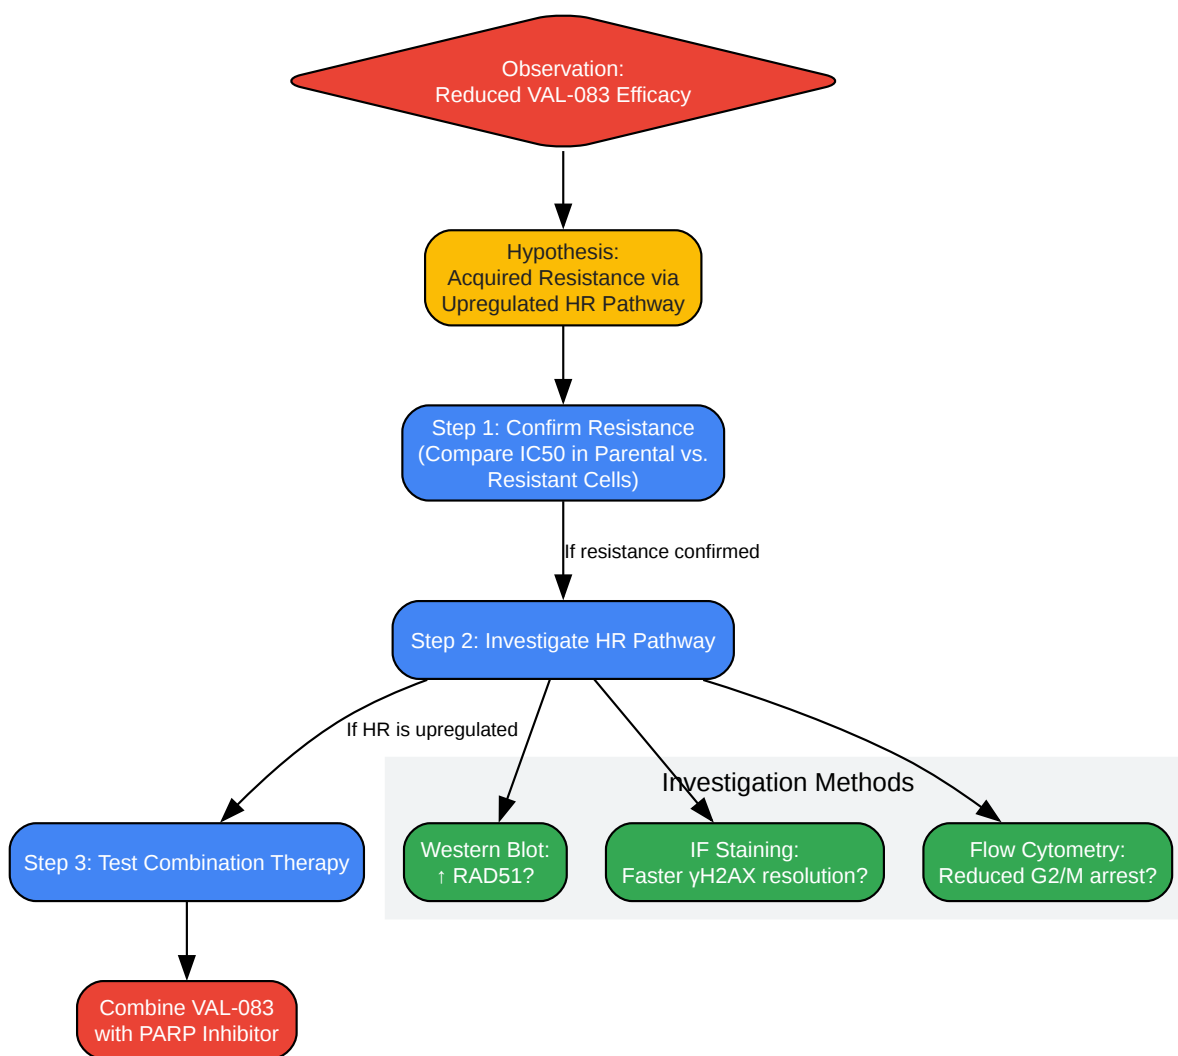 Observation:
Reduced VAL-083 Efficacy
Hypothesis:
Acquired Resistance via
Upregulated HR Pathway
Step 1: Confirm Resistance
(Compare IC50 in Parental vs.
Resistant Cells)
If resistance confirmed
Step 2: Investigate HR Pathway
If HR is upregulated
Investigation Methods
Step 3: Test Combination Therapy
Western Blot:
↑ RAD51?
IF Staining:
Faster γH2AX resolution?
Flow Cytometry:
Reduced G2/M arrest?
Combine VAL-083
with PARP Inhibitor